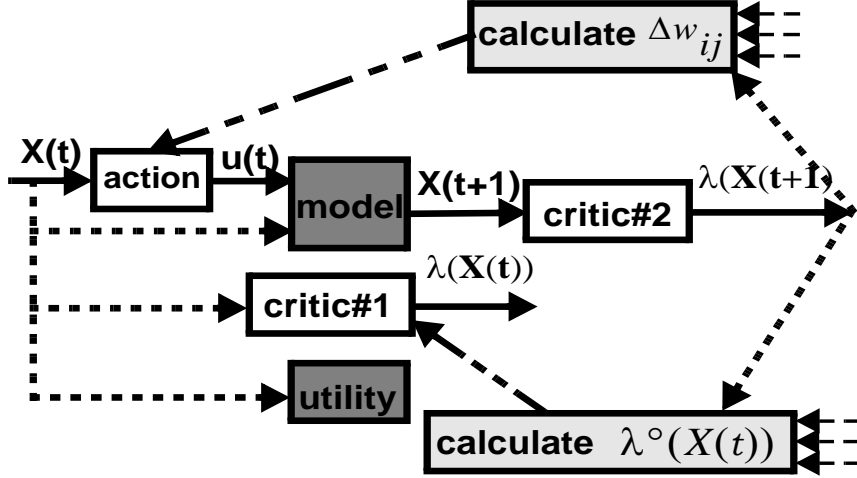 calculate Δw_ij
X(t)
action
u(t)
model
X(t+1)
critic#2
λ(X(t+1)
λ(X(t))
critic#1
utility
calculate λ°(X(t))